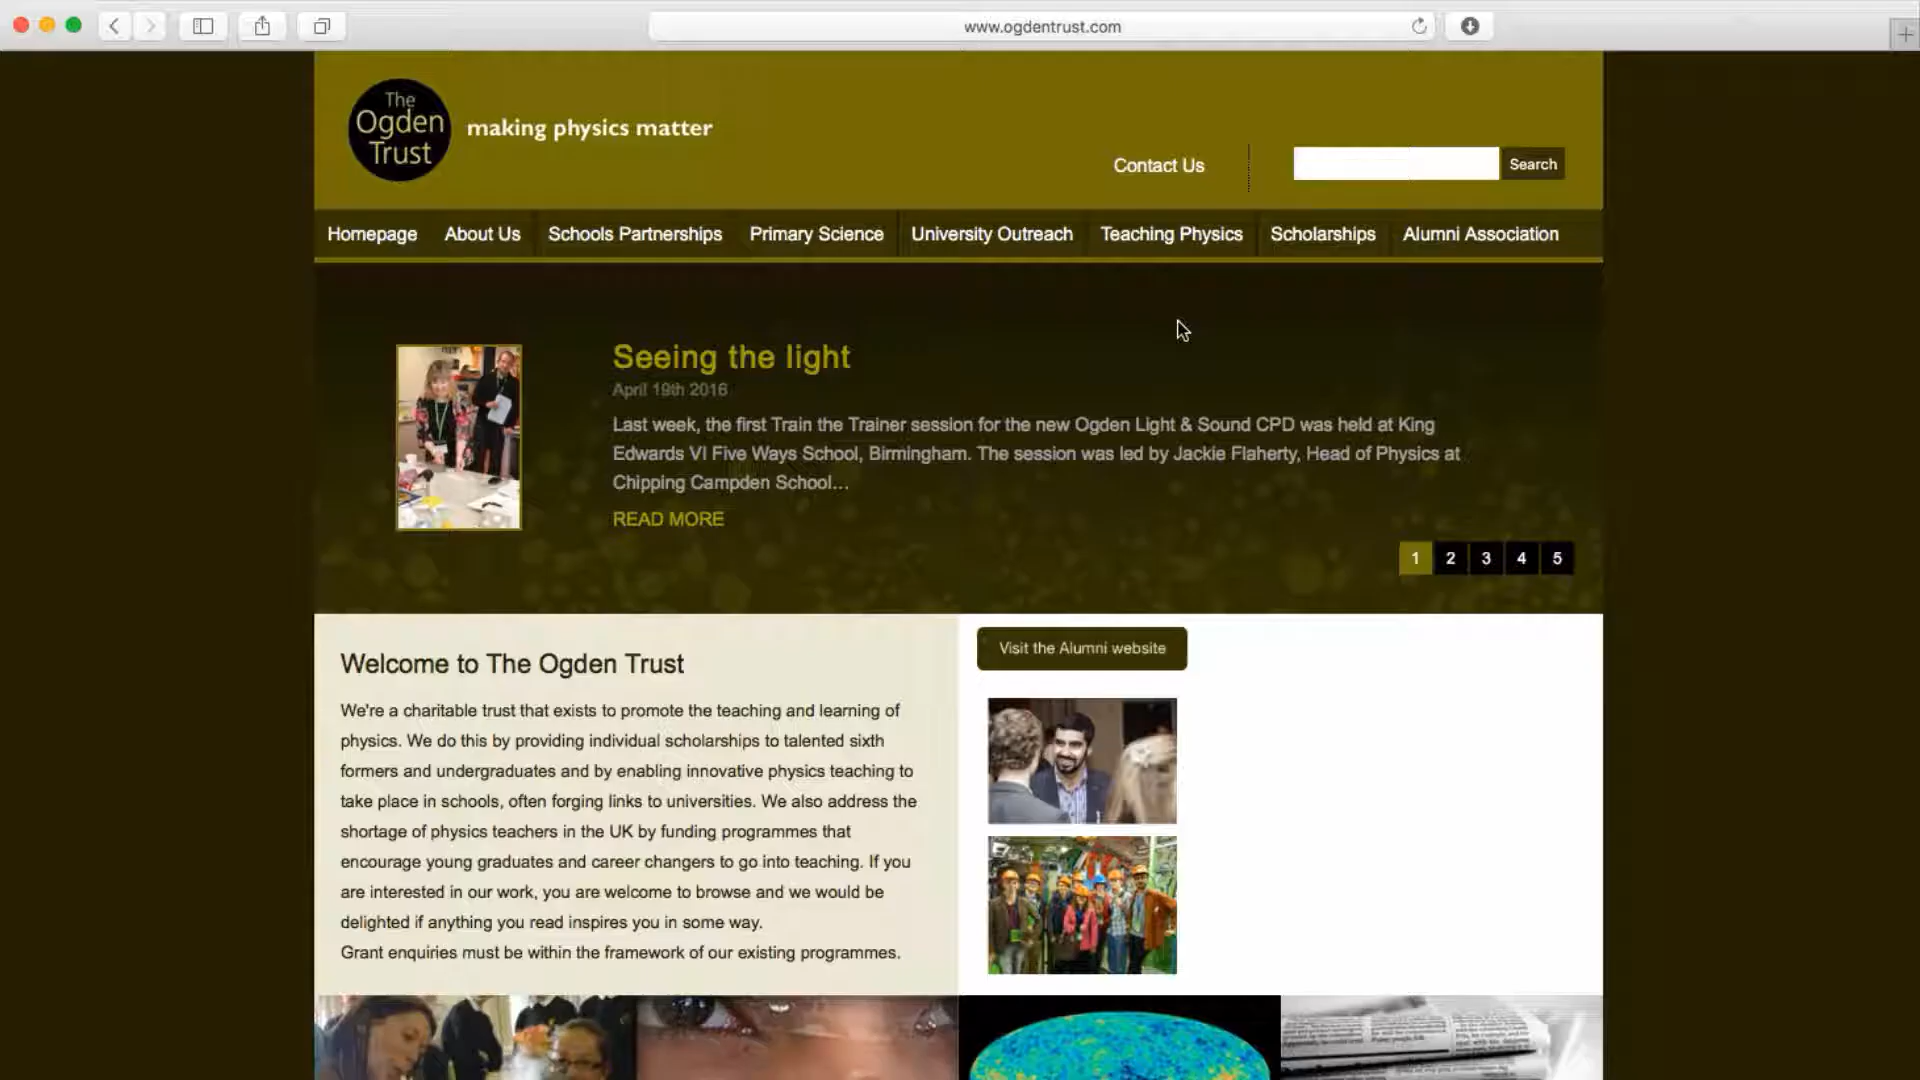 www.ogdentrust.com
The
Ogden
Trust
making physics matter
Contact Us
Search
Homepage About Us Schools Partnerships Primary Science University Outreach Teaching Physics Scholarships Alumni Association
Seeing the light
April 19th 2016
Last week, the first Train the Trainer session for the new Ogden Light & Sound CPD was held at King
Edwards VI Five Ways School, Birmingham. The session was led by Jackie Flaherty, Head of Physics at
Chipping Campden School...
READ MORE
1 2 3 4 5
Welcome to The Ogden Trust
We're a charitable trust that exists to promote the teaching and learning of
physics. We do this by providing individual scholarships to talented sixth
formers and undergraduates and by enabling innovative physics teaching to
take place in schools, often forging links to universities. We also address the
shortage of physics teachers in the UK by funding programmes that
encourage young graduates and career changers to go into teaching. If you
are interested in our work, you are welcome to browse and we would be
delighted if anything you read inspires you in some way.
Grant enquiries must be within the framework of our existing programmes.
Visit the Alumni website